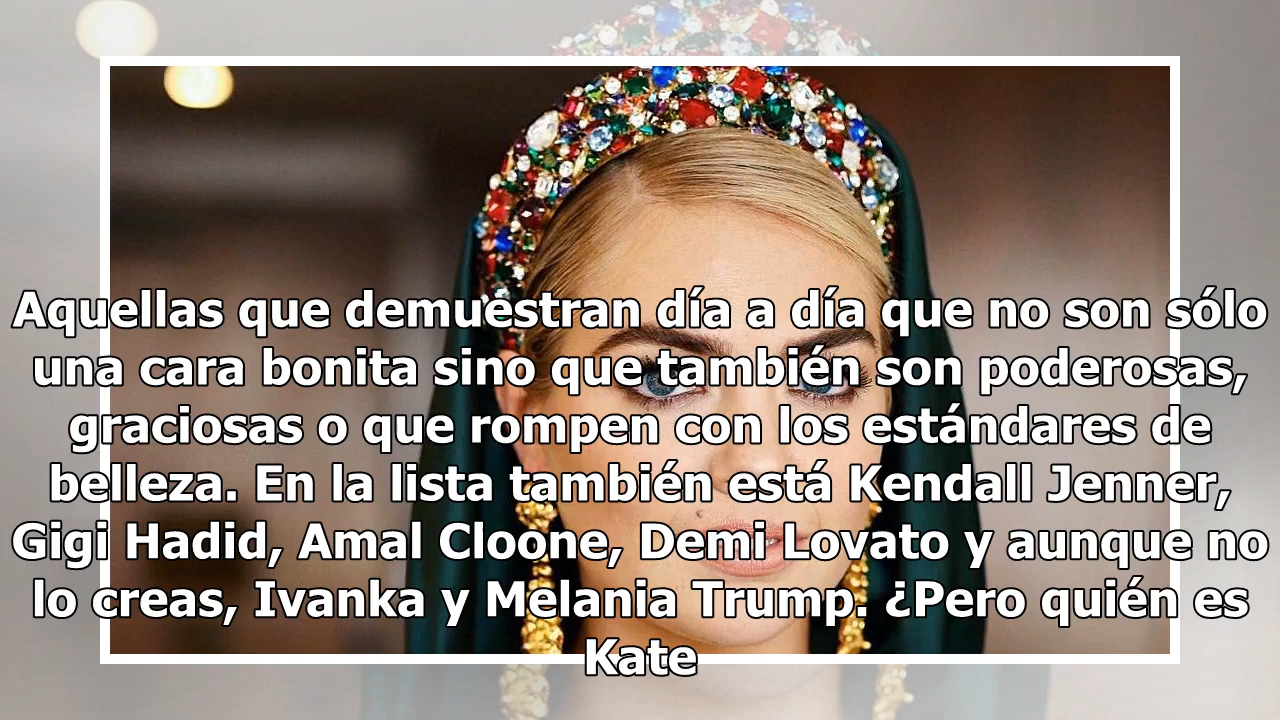 Aquellas que demuestran día a día que no son sólo
una cara bonita sino que también son poderosas,
graciosas o que rompen con los estándares de
belleza. En la lista también está Kendall Jenner,
Gigi Hadid, Amal Cloone, Demi Lovato y aunque no
lo creas, Ivanka y Melania Trump. ¿Pero quién es
Kate